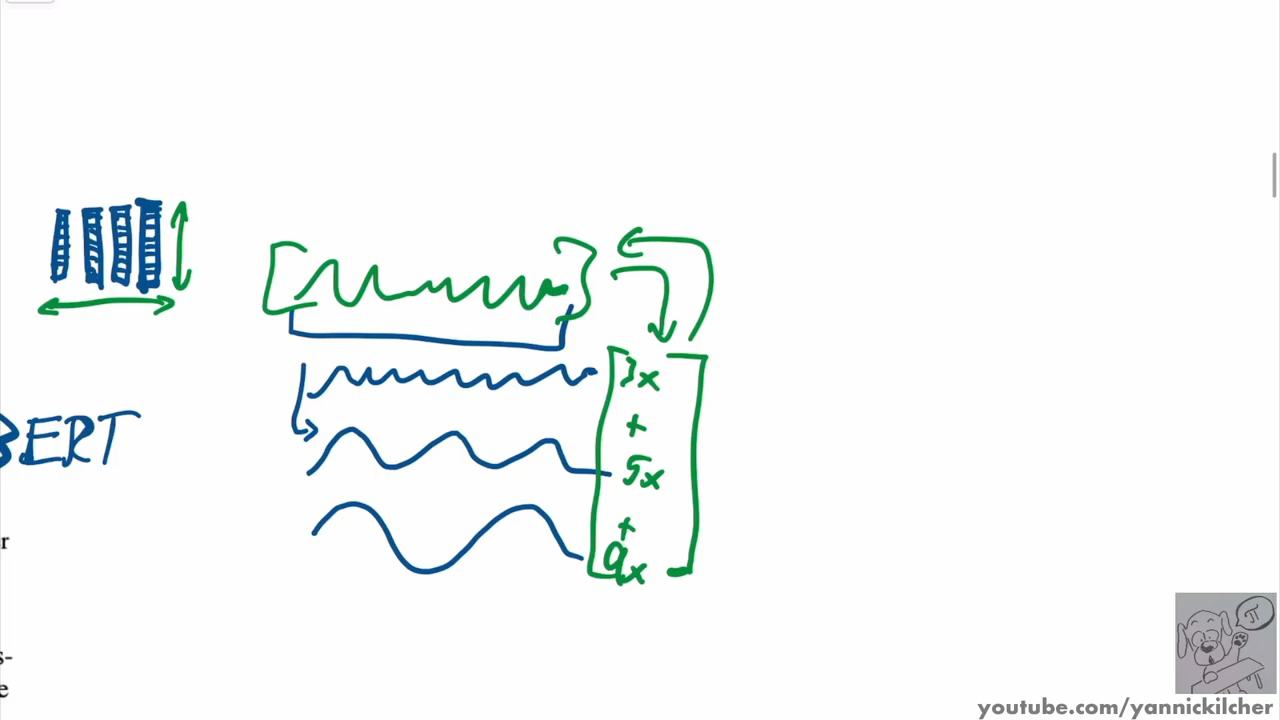 3x
+
BERT
5x
+
9x
r
s-
e
π
youtube.com/yannickilcher